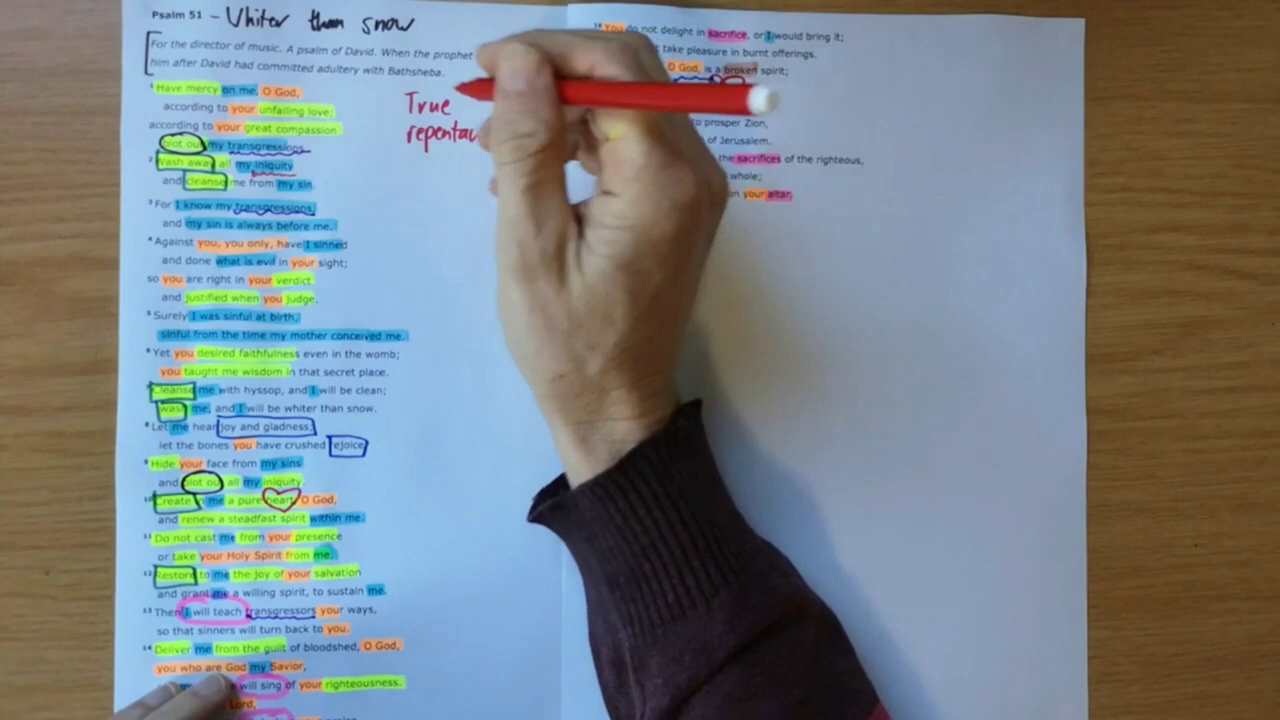 Psalm 51 - Whiter than snow
For the director of music. A psalm of David. When the prophet
him after David had committed adultery with Bathsheba.
1 Have mercy on me, O God,
according to your unfailing love;
according to your great compassion
blot out my transgressions.
2 Wash away all my iniquity
and cleanse me from my sin.
3 For I know my transgressions,
and my sin is always before me.
4 Against you, you only, have I sinned
and done what is evil in your sight;
so you are right in your verdict
and justified when you judge.
5 Surely I was sinful at birth,
sinful from the time my mother conceived me.
6 Yet you desired faithfulness even in the womb;
you taught me wisdom in that secret place.
Cleanse me with hyssop, and I will be clean;
wash me, and I will be whiter than snow.
8 Let me hear joy and gladness;
let the bones you have crushed rejoice
9 Hide your face from my sins
and blot out all my iniquity.
10 Create in me a pure heart, O God,
and renew a steadfast spirit within me.
11 Do not cast me from your presence
or take your Holy Spirit from me.
12 Restore to me the joy of your salvation
and grant me a willing spirit, to sustain me.
13 Then I will teach transgressors your ways,
so that sinners will turn back to you.
14 Deliver me from the guilt of bloodshed, O God,
you who are God my Savior,
my will sing of your righteousness.
Lord,
your praise
True
repentan
You do not delight in sacrifice, or I would bring it;
take pleasure in burnt offerings.
O God, is a broken spirit;
to prosper Zion,
of Jerusalem.
the sacrifices of the righteous,
whole;
on your altar.